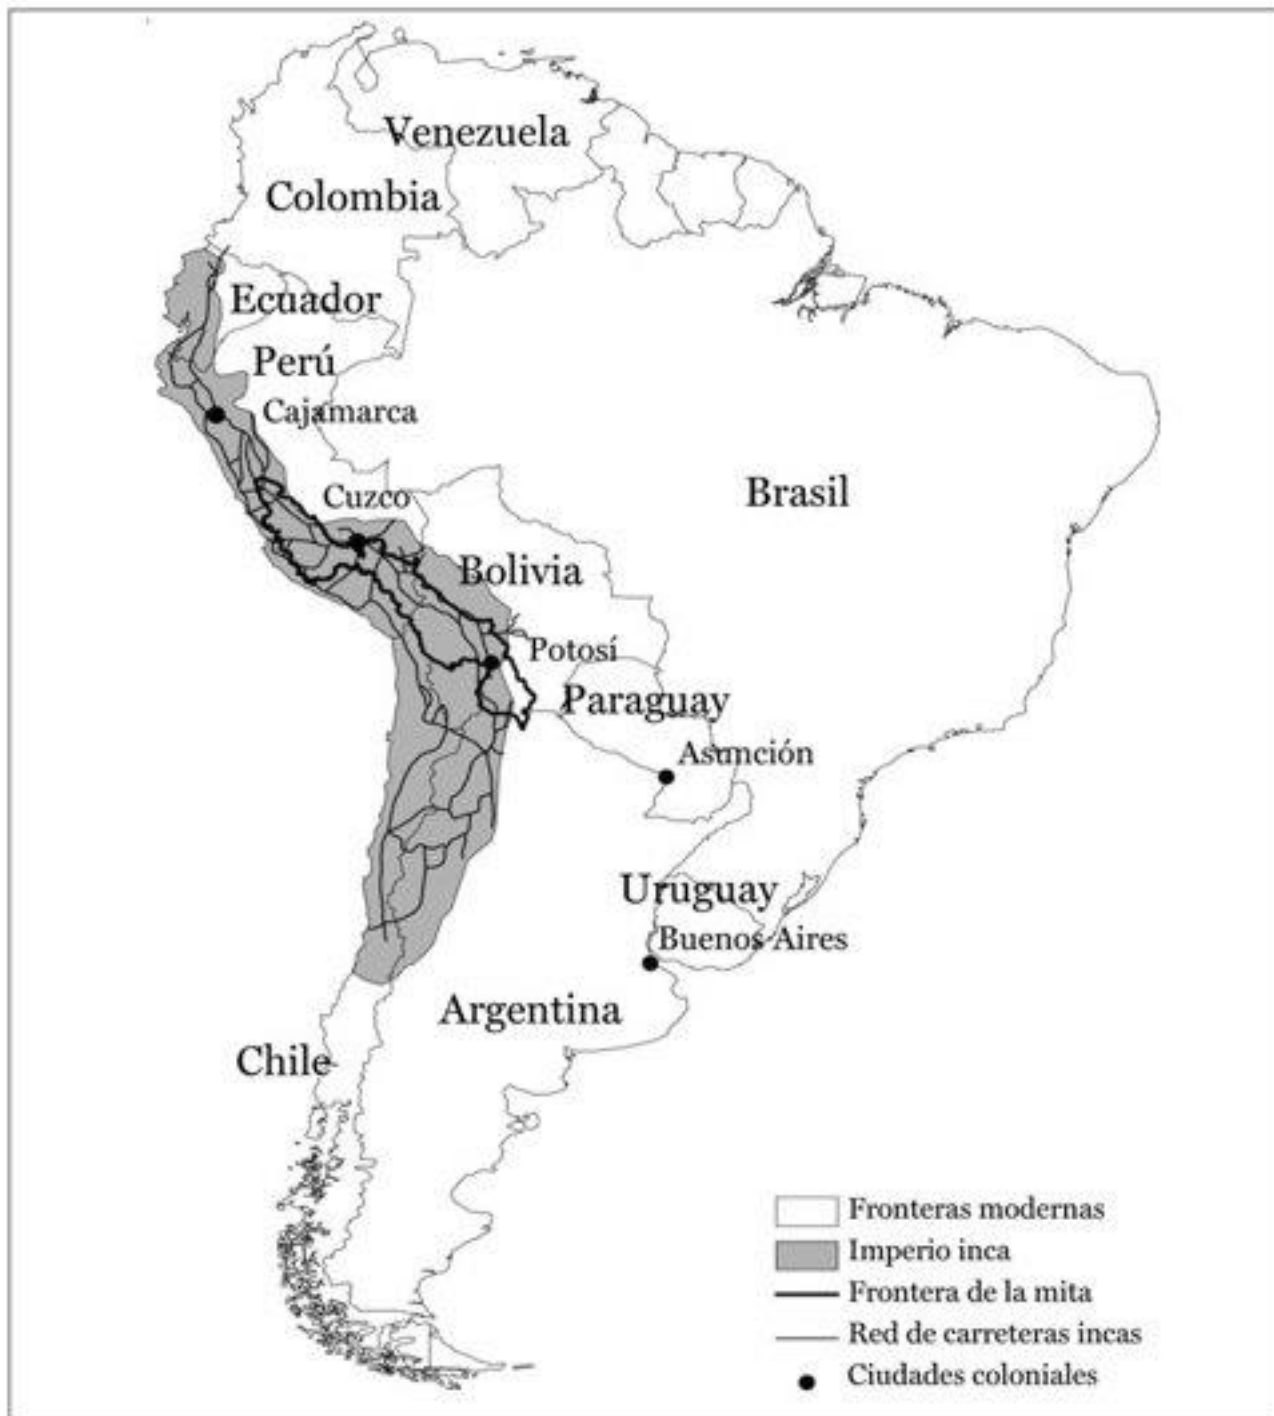 Venezuela
Colombia
Ecuador
Perú
Cajamarca
Cuzco
Brasil
Bolivia
Potosí
Paraguay
Asunción
Uruguay
Buenos Aires
Argentina
Chile
Fronteras modernas
Imperio inca
Frontera de la mita
Red de carreteras incas
Ciudades coloniales